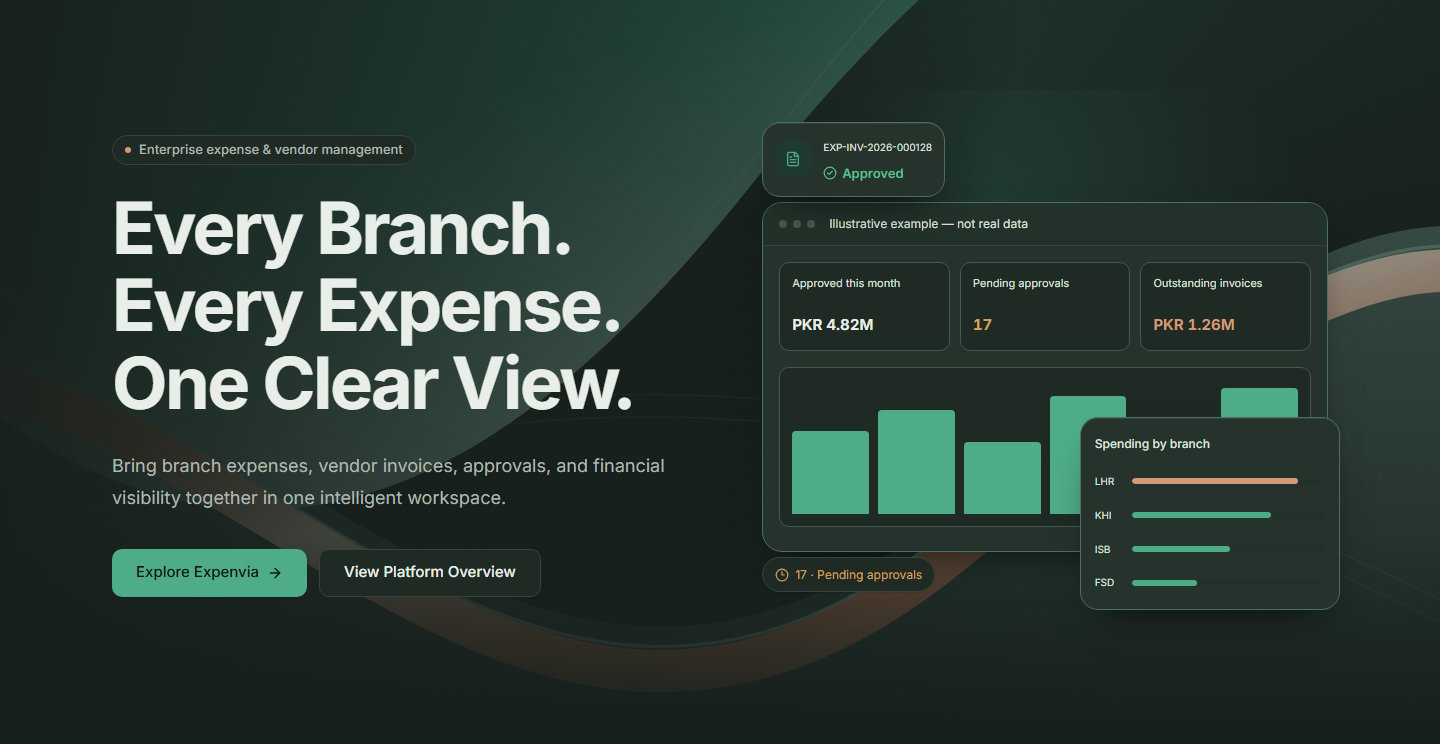 Enterprise expense & vendor management
Every Branch.
Every Expense.
One Clear View.
Bring branch expenses, vendor invoices, approvals, and financial
visibility together in one intelligent workspace.
Explore Expenvia
View Platform Overview
EXP-INV-2026-000128
Approved
Illustrative example — not real data
Approved this month
PKR 4.82M
Pending approvals
17
Outstanding invoices
PKR 1.26M
Spending by branch
LHR
KHI
ISB
FSD
17 · Pending approvals